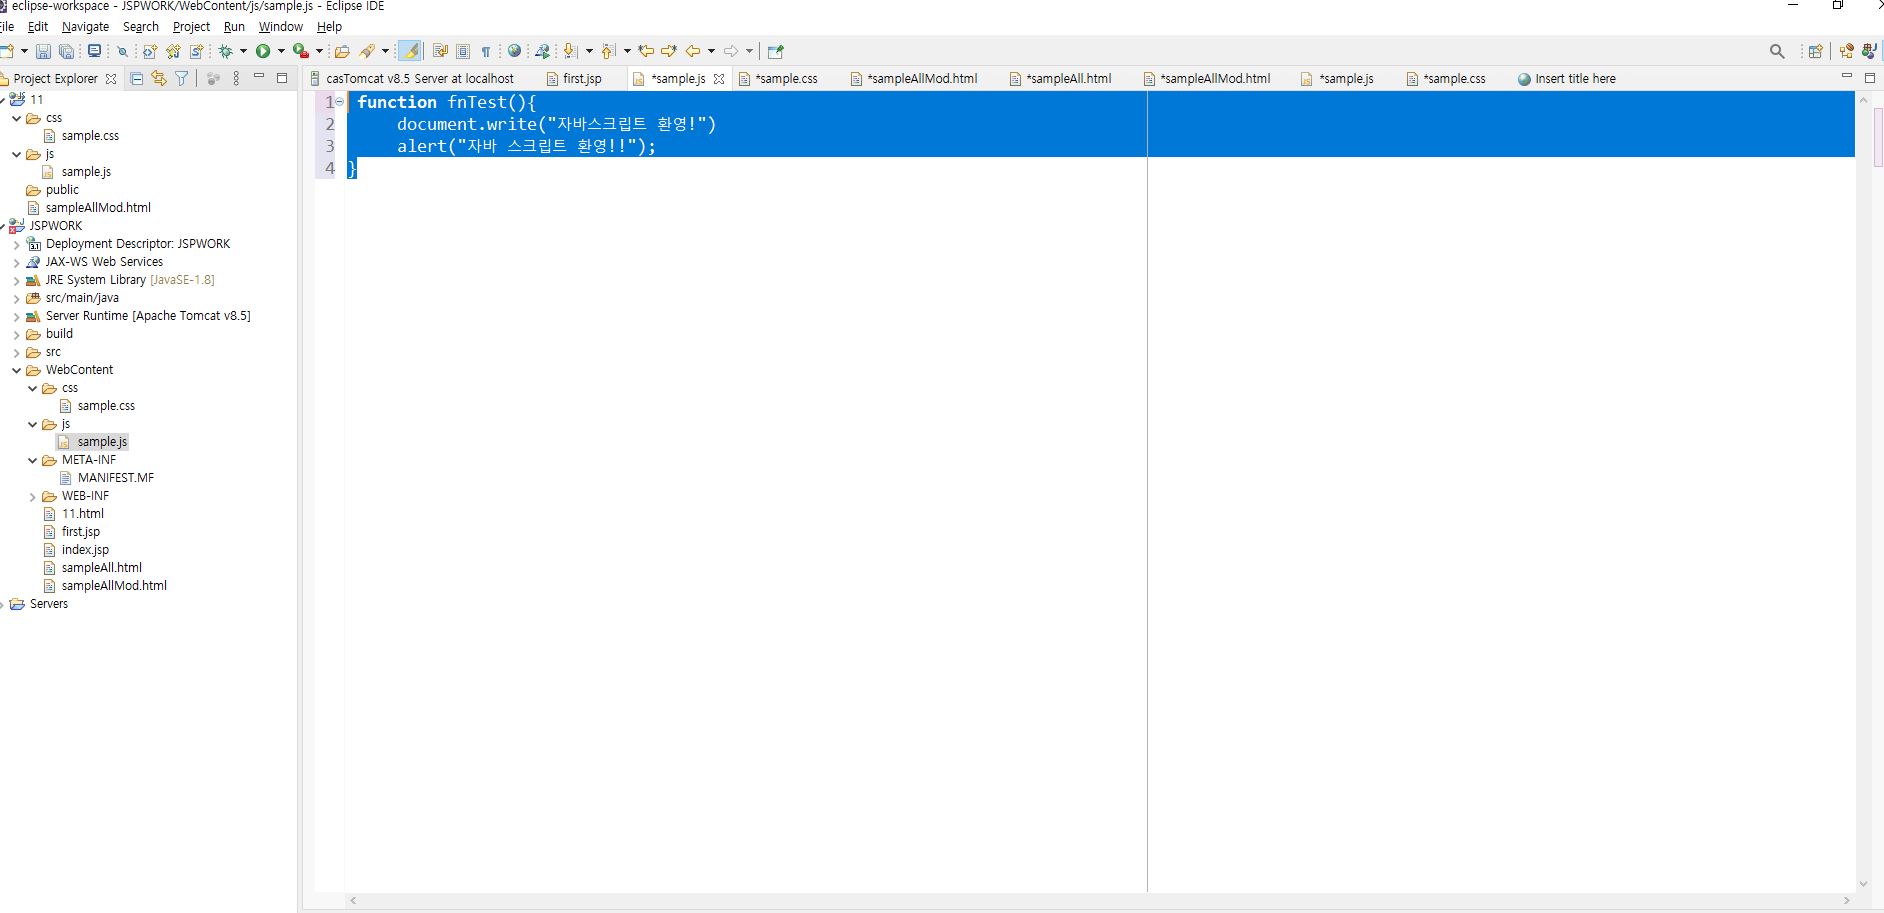 eclipse-workspace - JSPWORK/WebContent/js/sample.js - Eclipse IDE
File Edit Navigate Search Project Run Window Help
Project Explorer
casTomcat v8.5 Server at localhost first.jsp *sample.js *sample.css *sampleAllMod.html *sampleAll.html *sampleAllMod.html *sample.js *sample.css Insert title here
11
css
sample.css
js
sample.js
public
sampleAllMod.html
JSPWORK
Deployment Descriptor: JSPWORK
JAX-WS Web Services
JRE System Library [JavaSE-1.8]
src/main/java
Server Runtime [Apache Tomcat v8.5]
build
src
WebContent
css
sample.css
js
sample.js
META-INF
MANIFEST.MF
WEB-INF
11.html
first.jsp
index.jsp
sampleAll.html
sampleAllMod.html
Servers
1 function fnTest(){
2 document.write("자바스크립트 환영!")
3 alert("자바 스크립트 환영!!");
4 }